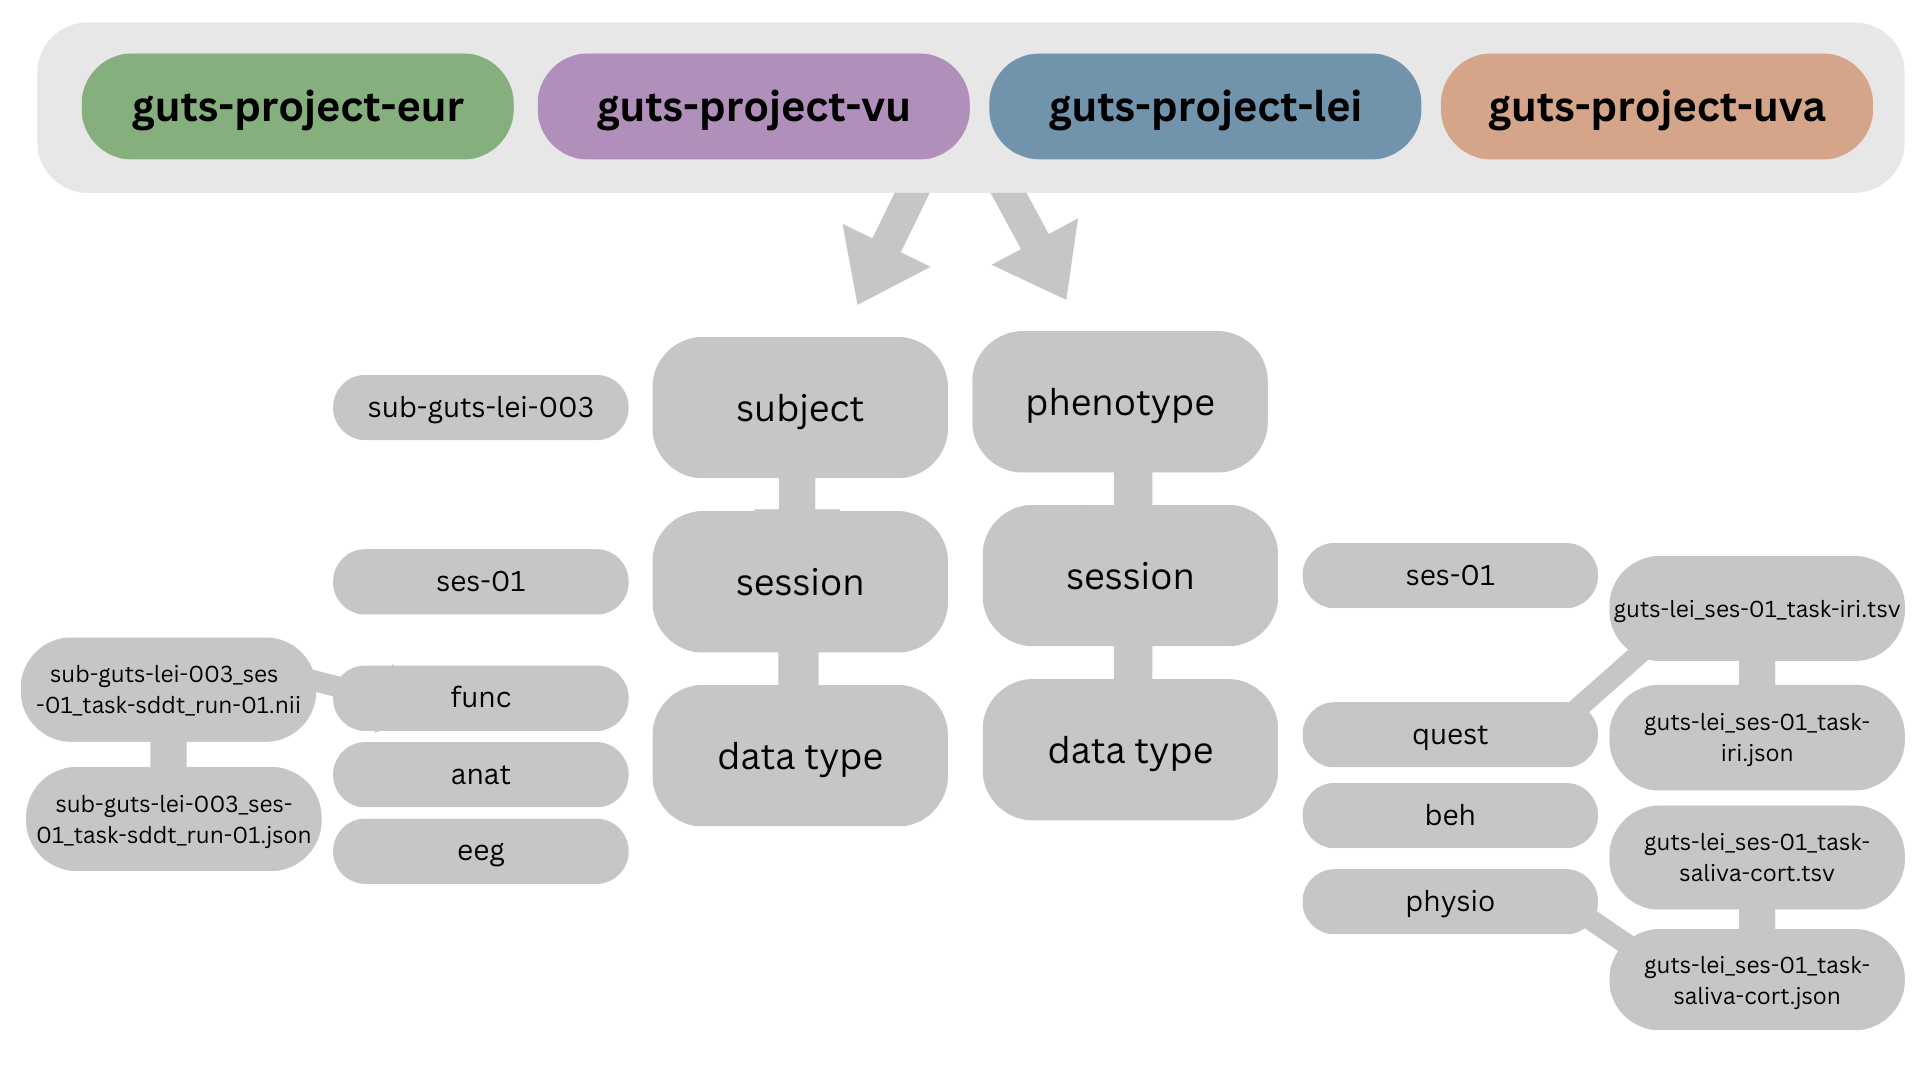 guts-project-eur
guts-project-vu
guts-project-lei
guts-project-uva
sub-guts-lei-003
subject
phenotype
ses-01
session
session
ses-01
guts-lei_ses-01_task-iri.tsv
sub-guts-lei-003_ses
-01_task-sddt_run-01.nii
func
data type
data type
quest
guts-lei_ses-01_task-
iri.json
anat
sub-guts-lei-003_ses-
01_task-sddt_run-01.json
beh
guts-lei_ses-01_task-
saliva-cort.tsv
eeg
physio
guts-lei_ses-01_task-
saliva-cort.json